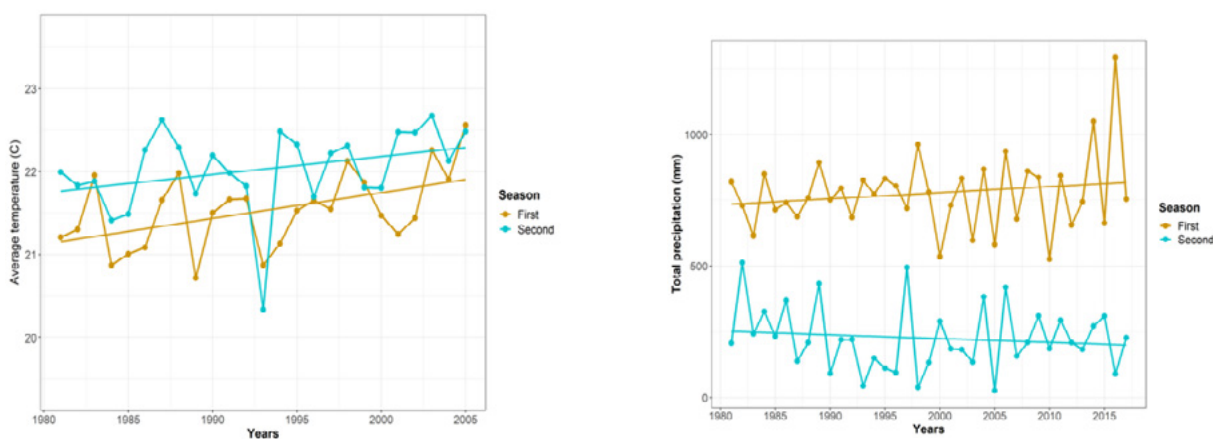 23
22
21
20
Average temperature (C)
1980
1985
1990
1995
2000
2005
Years
Season
First
Second
1000
500
0
Total precipitation (mm)
1980
1985
1990
1995
2000
2005
2010
2015
Years
Season
First
Second